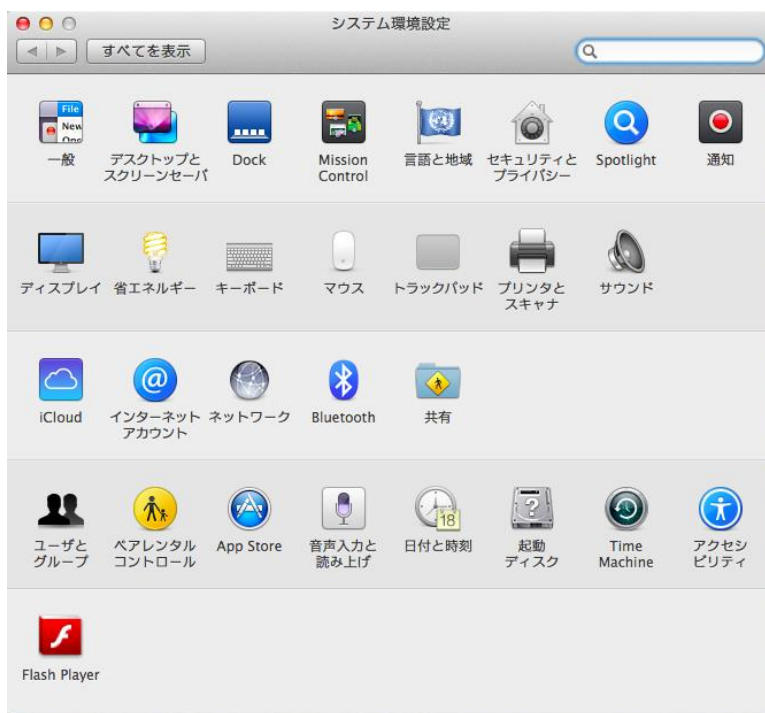 システム環境設定
すべてを表示
File
New
一般
デスクトップと
スクリーンセーバ
Dock
Mission
Control
言語と地域
セキュリティと
プライバシー
Spotlight
通知
ディスプレイ
省エネルギー
キーボード
マウス
トラックパッド
プリンタと
スキャナ
サウンド
iCloud
インターネット
アカウント
ネットワーク
Bluetooth
共有
ユーザと
グループ
ペアレンタル
コントロール
App Store
音声入力と
読み上げ
18
日付と時刻
起動
ディスク
Time
Machine
アクセシ
ビリティ
Flash Player